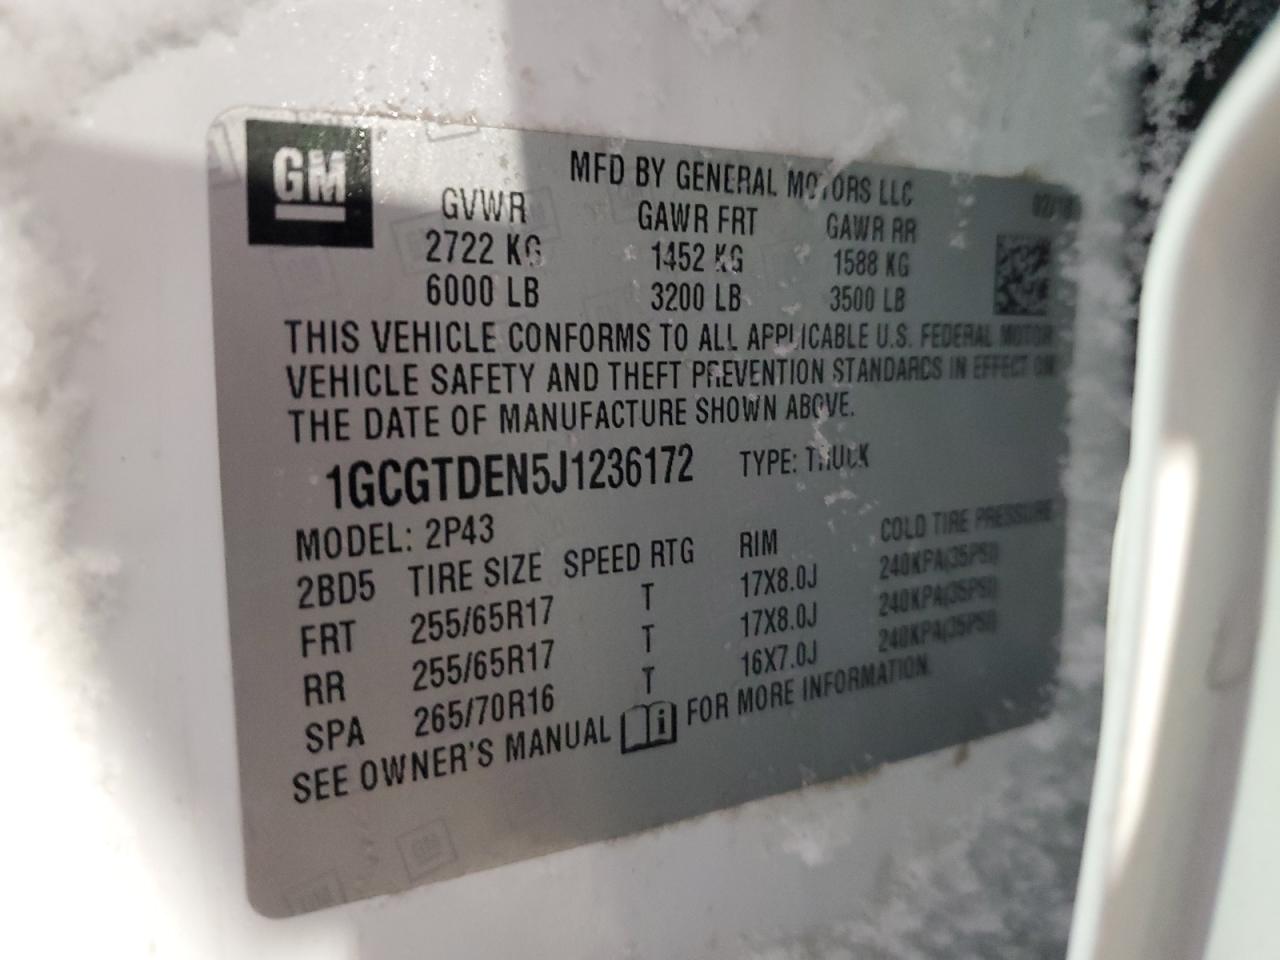 GM
MFD BY GENERAL MOTORS LLC
GVWR GAWR FRT GAWR RR
2722 KG 1452 KG 1588 KG
6000 LB 3200 LB 3500 LB
THIS VEHICLE CONFORMS TO ALL APPLICABLE U.S. FEDERAL MOTOR
VEHICLE SAFETY AND THEFT PREVENTION STANDARDS IN EFFECT ON
THE DATE OF MANUFACTURE SHOWN ABOVE.
1GCGTDEN5J1236172 TYPE: TRUCK
MODEL: 2P43
2BD5 TIRE SIZE SPEED RTG RIM COLD TIRE PRESSURE
FRT 255/65R17 T 17X8.0J 240KPA(35PSI)
RR 255/65R17 T 17X8.0J 240KPA(35PSI)
SPA 265/70R16 T 16X7.0J 240KPA(35PSI)
SEE OWNER'S MANUAL FOR MORE INFORMATION.